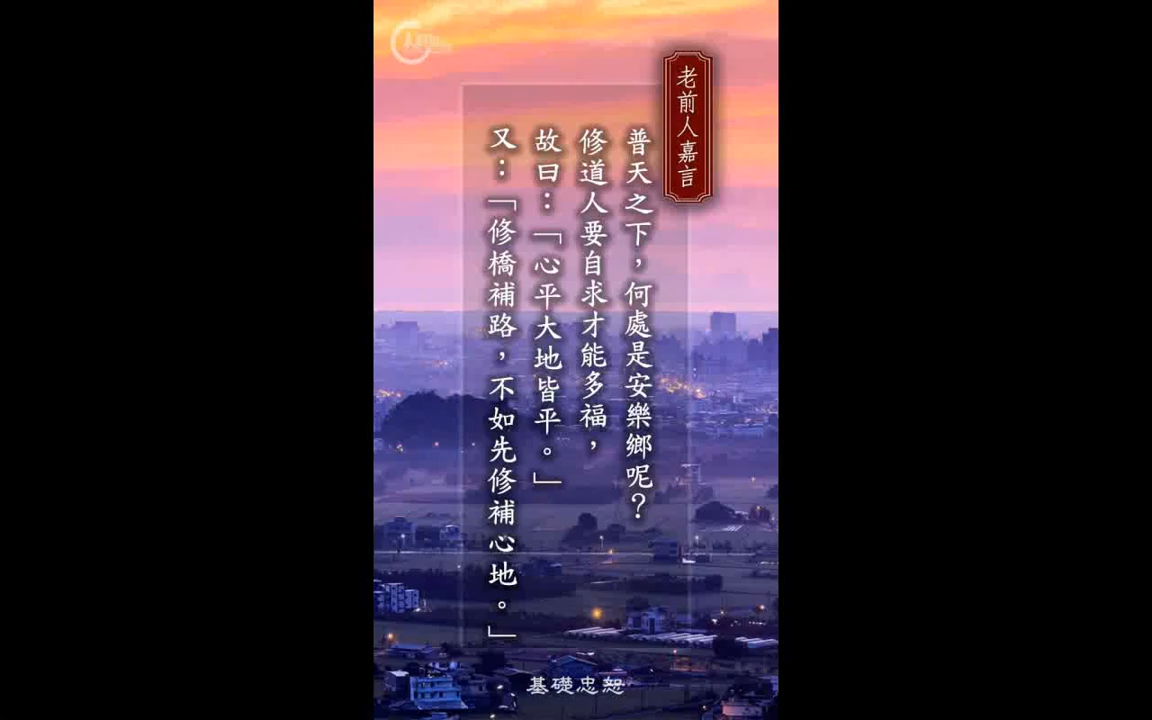 老前人嘉言
普天之下，何處是安樂鄉呢？
修道人要自求才能多福，
故曰：「心平大地皆平。」
又：「修橋補路，不如先修補心地。」
基礎忠恕